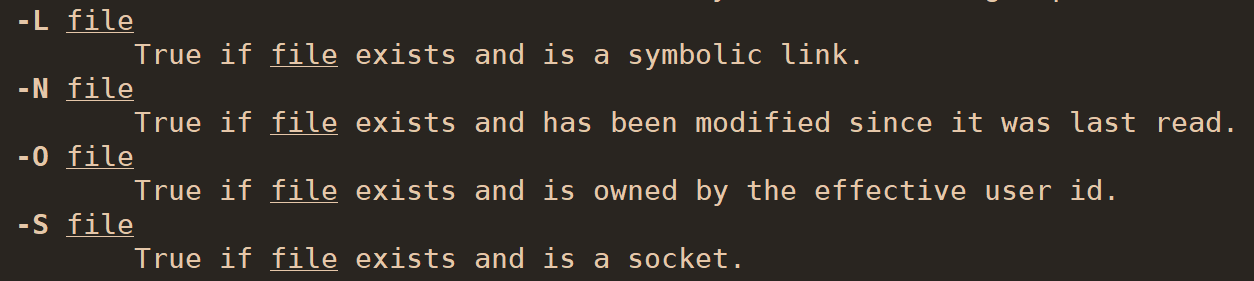 -L file
True if file exists and is a symbolic link.
-N file
True if file exists and has been modified since it was last read.
-O file
True if file exists and is owned by the effective user id.
-S file
True if file exists and is a socket.